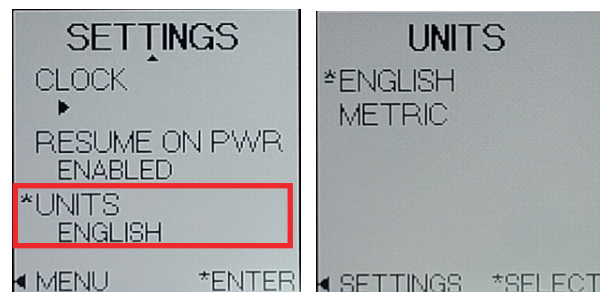 SETTINGS
CLOCK
RESUME ON PWR
ENABLED
*UNITS
ENGLISH
MENU *ENTER
UNITS
*ENGLISH
METRIC
SETTINGS *SELECT